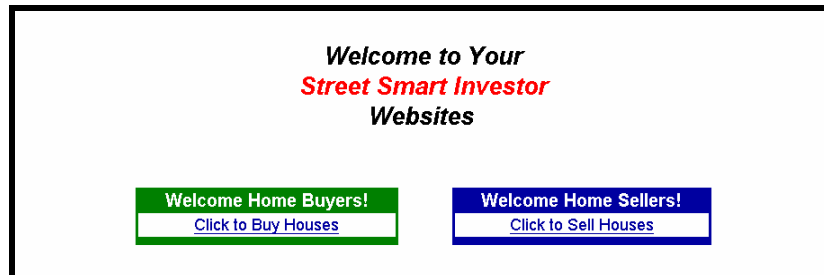 Welcome to Your
Street Smart Investor
Websites
Welcome Home Buyers!
Click to Buy Houses
Welcome Home Sellers!
Click to Sell Houses